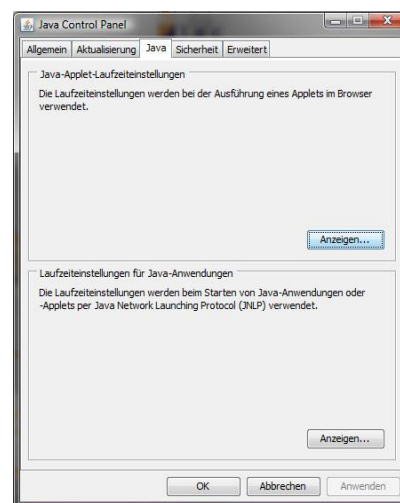 Java Control Panel
Allgemein Aktualisierung Java Sicherheit Erweitert
Java-Applet-Laufzeiteinstellungen
Die Laufzeiteinstellungen werden bei der Ausführung eines Applets im Browser
verwendet.
Anzeigen...
Laufzeiteinstellungen für Java-Anwendungen
Die Laufzeiteinstellungen werden beim Starten von Java-Anwendungen oder
-Applets per Java Network Launching Protocol (JNLP) verwendet.
Anzeigen...
OK Abbrechen Anwenden